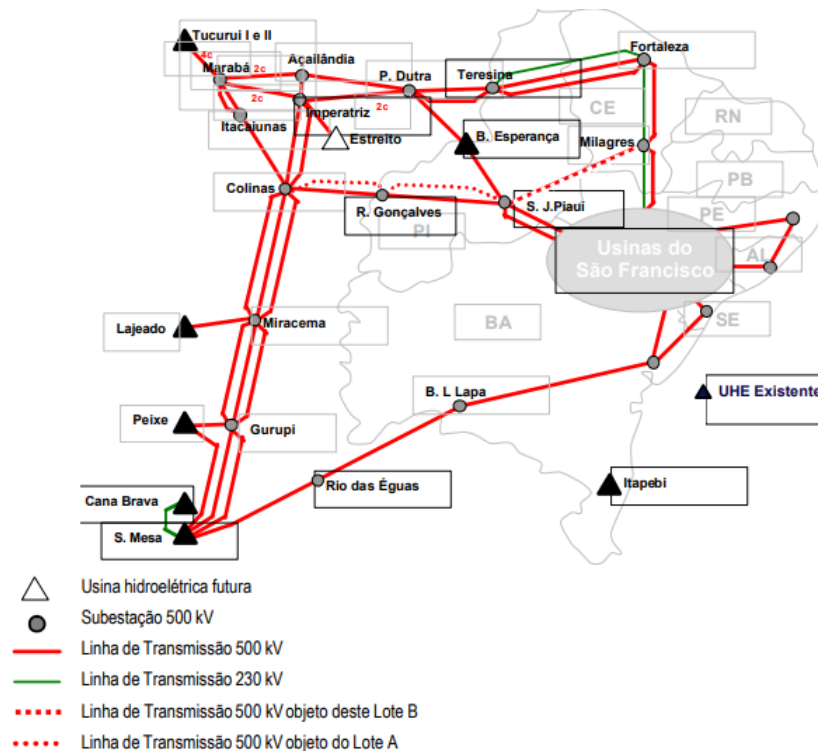 Tucurui I e II
Fortaleza
4c
Açailândia
Marabá 2c
P. Dutra
Teresina
2c
Imperatriz
2c
CE
RN
Itacaiunas
Estreito
B. Esperança
Milagres
PB
Colinas
R. Gonçalves
S. J.Piauí
PE
PI
Usinas do
São Francisco
AL
Lajeado
Miracema
BA
SE
B. L Lapa
UHE Existente
Peixe
Gurupi
Rio das Éguas
Itapebi
Cana Brava
S. Mesa
Usina hidroelétrica futura
Subestação 500 kV
Linha de Transmissão 500 kV
Linha de Transmissão 230 kV
Linha de Transmissão 500 kV objeto deste Lote B
Linha de Transmissão 500 kV objeto do Lote A